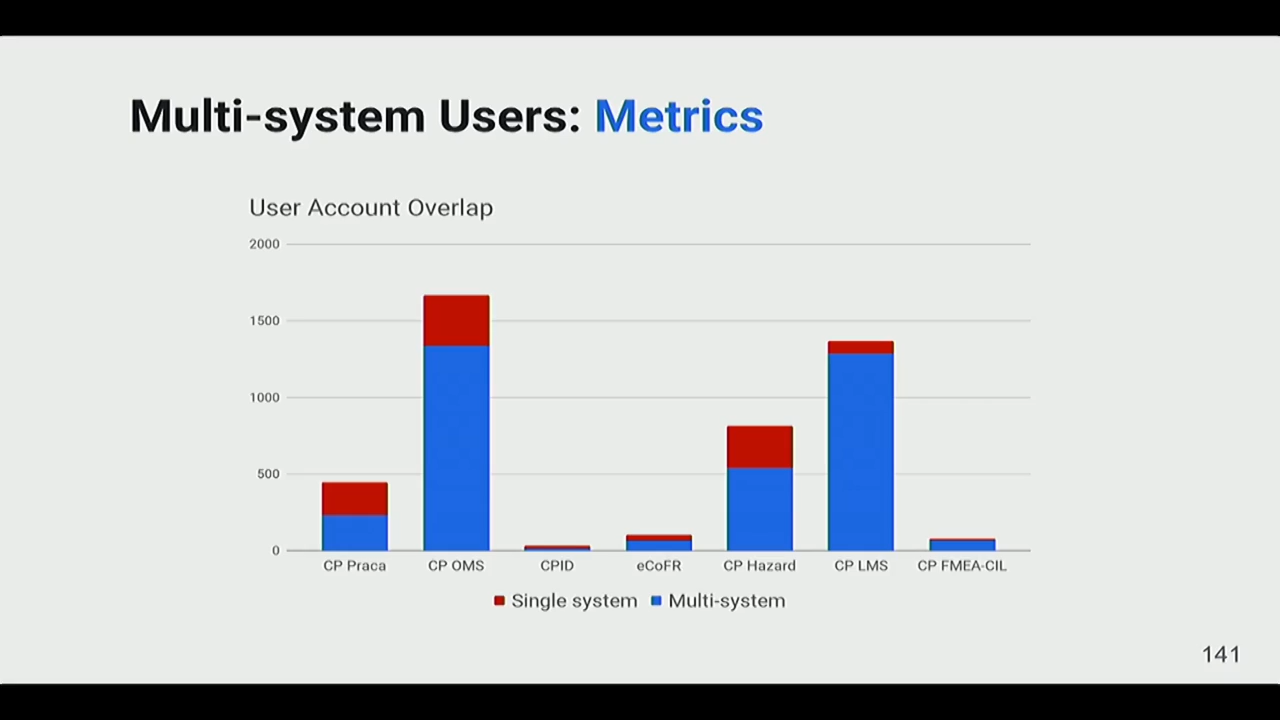 Multi-system Users: Metrics
User Account Overlap
2000
1500
1000
500
0
CP Praca CP OMS CPID eCoFR CP Hazard CP LMS CP FMEA-CIL
Single system Multi-system
141